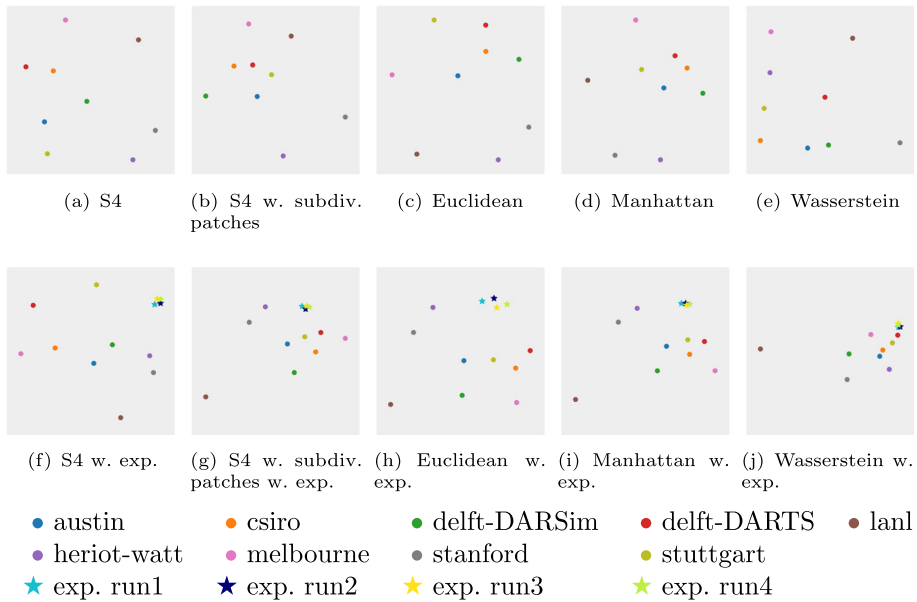 (a) S4
(b) S4 w. subdiv.
patches
(c) Euclidean
(d) Manhattan
(e) Wasserstein
(f) S4 w. exp.
(g) S4 w. subdiv.
patches w. exp.
(h) Euclidean w.
exp.
(i) Manhattan w.
exp.
(j) Wasserstein w.
exp.
austin csiro delft-DARSim delft-DARTS lanl
heriot-watt melbourne stanford stuttgart
exp. run1 exp. run2 exp. run3 exp. run4